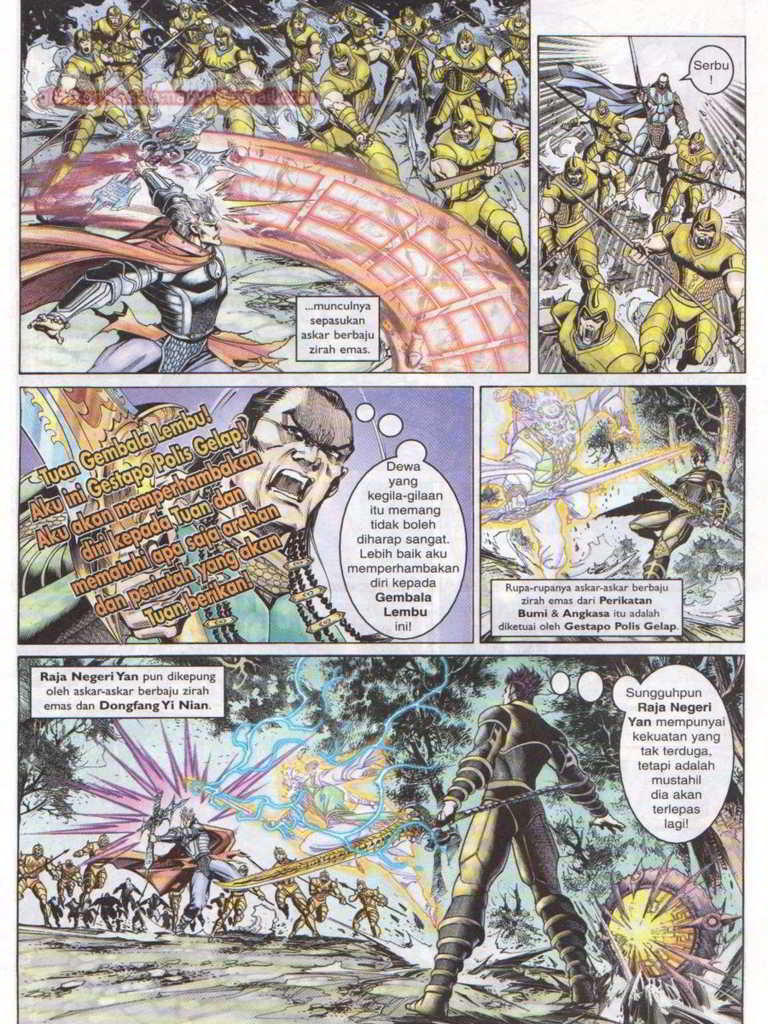 ...munculnya
sepasukan
askar berbaju
zirah emas.
Serbu
!
Tuan Gembala Lembu!
Aku ini Gestapo Polis Gelap!
Aku akan memperhambakan
diri kepada Tuan dan
mematuhi apa saja arahan
dan perintah yang akan
Tuan berikan!
Dewa
yang
kegila-gilaan
itu memang
tidak boleh
diharap sangat.
Lebih baik aku
memperhambakan
diri kepada
Gembala
Lembu
ini!
Rupa-rupanya askar-askar berbaju
zirah emas dari Perikatan
Bumi & Angkasa itu adalah
diketuai oleh Gestapo Polis Gelap.
Raja Negeri Yan pun dikepung
oleh askar-askar berbaju zirah
emas dan Dongfang Yi Nian.
Sungguhpun
Raja Negeri
Yan mempunyai
kekuatan yang
tak terduga,
tetapi adalah
mustahil
dia akan
terlepas
lagi!